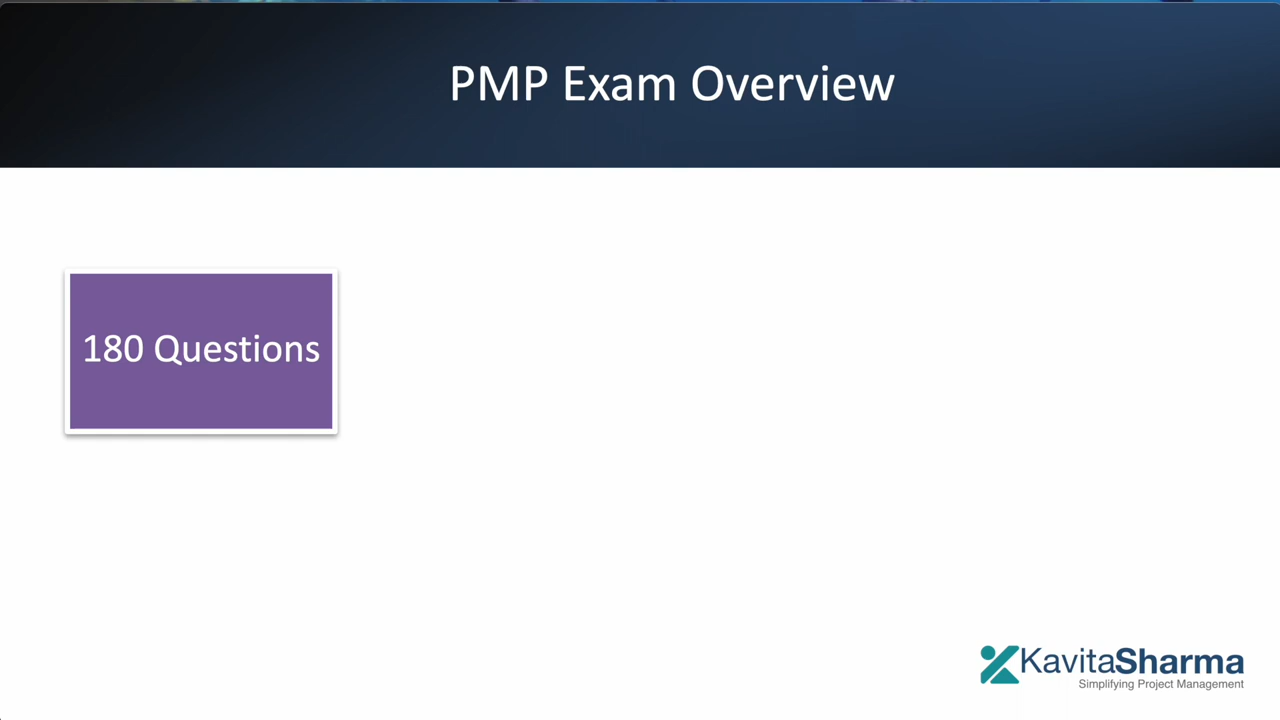 PMP Exam Overview
180 Questions
KavitaSharma
Simplifying Project Management